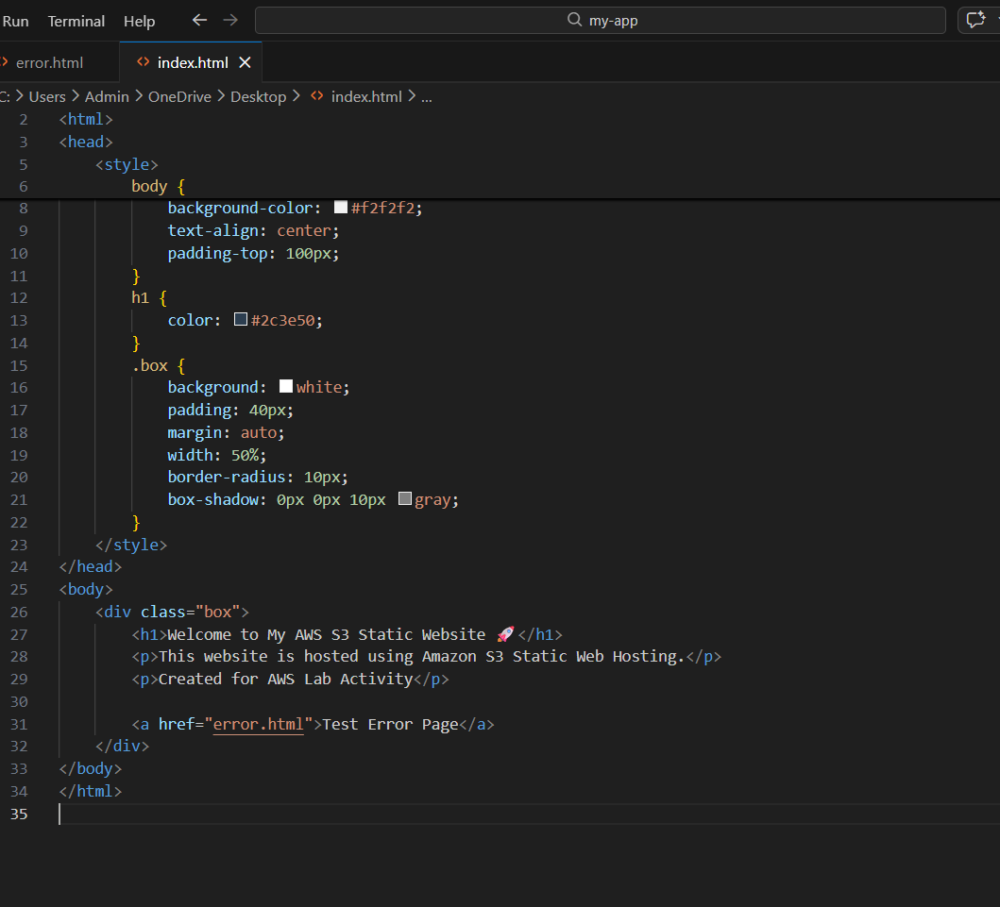 Run Terminal Help ← → my-app
<> error.html <> index.html ×
C: > Users > Admin > OneDrive > Desktop > <> index.html > ...
2 <html>
3 <head>
5     <style>
6         body {
8             background-color: #f2f2f2;
9             text-align: center;
10             padding-top: 100px;
11         }
12         h1 {
13             color: #2c3e50;
14         }
15         .box {
16             background: white;
17             padding: 40px;
18             margin: auto;
19             width: 50%;
20             border-radius: 10px;
21             box-shadow: 0px 0px 10px gray;
22         }
23     </style>
24 </head>
25 <body>
26     <div class="box">
27         <h1>Welcome to My AWS S3 Static Website 🚀</h1>
28         <p>This website is hosted using Amazon S3 Static Web Hosting.</p>
29         <p>Created for AWS Lab Activity</p>
30
31         <a href="error.html">Test Error Page</a>
32     </div>
33 </body>
34 </html>
35